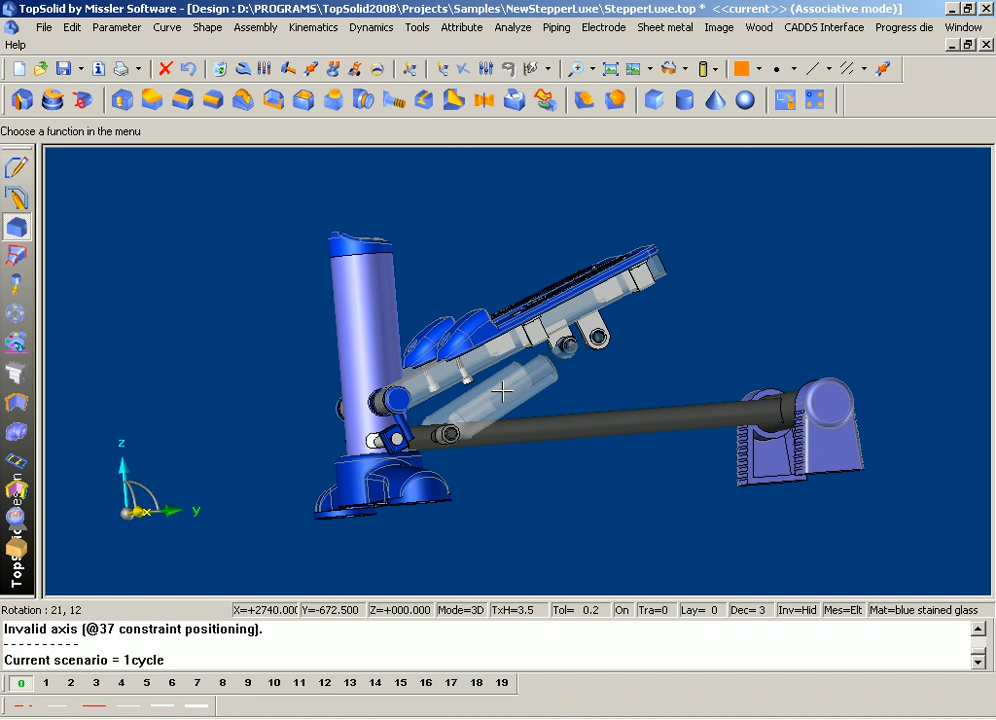 TopSolid by Missler Software - [Design : D:\PROGRAMS\TopSolid2008\Projects\Samples\NewStepperLuxe\StepperLuxe.top * <<current>> (Associative mode)]
File Edit Parameter Curve Shape Assembly Kinematics Dynamics Tools Attribute Analyze Piping Electrode Sheet metal Image Wood CADDS Interface Progress die Window
Help
Choose a function in the menu
z
x y
TopSolid'Design
Rotation : 21, 12 X=+2740.000 Y=-672.500 Z=+000.000 Mode=3D TxH=3.5 Tol= 0.2 On Tra=0 Lay= 0 Dec= 3 Inv=Hid Mes=Elt Mat=blue stained glass
Invalid axis (@37 constraint positioning).
----------
Current scenario = 1cycle
0 1 2 3 4 5 6 7 8 9 10 11 12 13 14 15 16 17 18 19